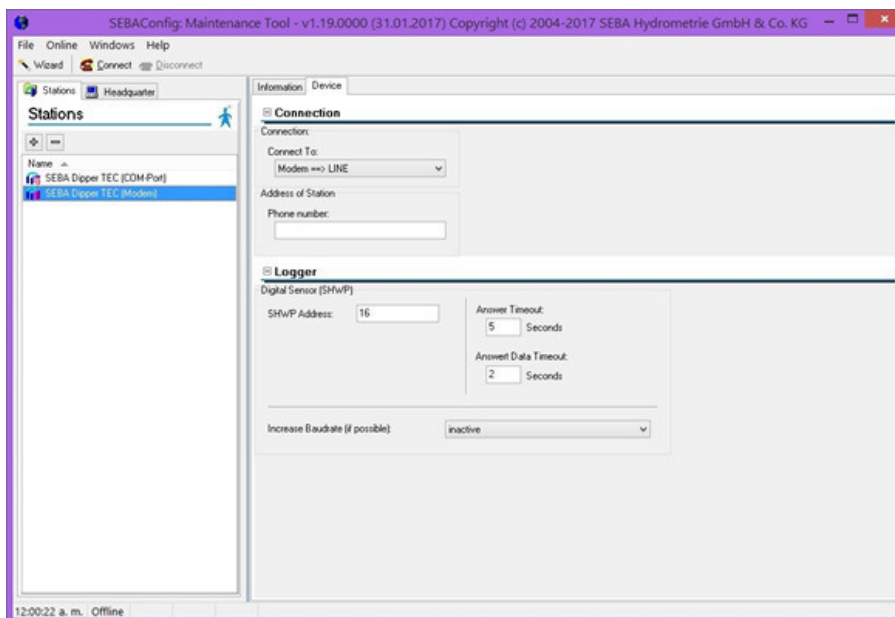 SEBAConfig: Maintenance Tool - v1.19.0000 (31.01.2017) Copyright (c) 2004-2017 SEBA Hydrometrie GmbH & Co. KG
File Online Windows Help
Wizard Connect Disconnect
Stations Headquarter
Stations
Name
SEBA Dipper TEC (COM-Port)
SEBA Dipper TEC (Modem)
Information Device
Connection
Connection:
Connect To:
Modem ==> LINE
Address of Station
Phone number:
Logger
Digital Sensor (SHWP)
SHWP Address: 16
Answer Timeout:
5 Seconds
Answert Data Timeout:
2 Seconds
Increase Baudrate (if possible): inactive
12:00:22 a. m. Offline